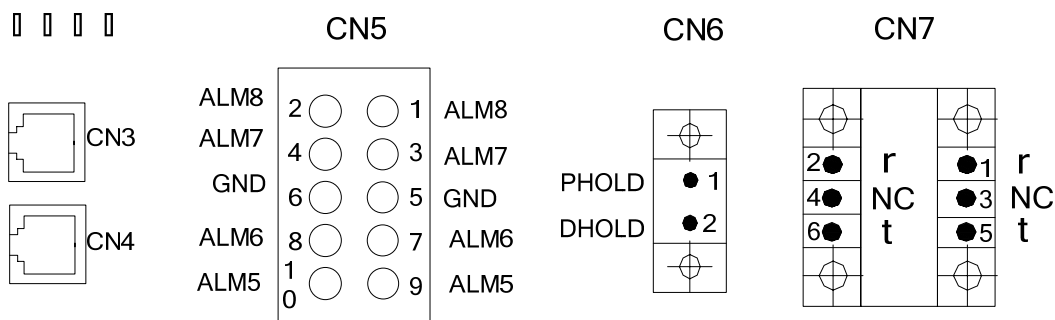 CN5 CN6 CN7
CN3
CN4
ALM8 2 1 ALM8
ALM7 4 3 ALM7
GND 6 5 GND
ALM6 8 7 ALM6
ALM5 10 9 ALM5
PHOLD 1
DHOLD 2
2 r 1 r
4 NC 3 NC
6 t 5 t